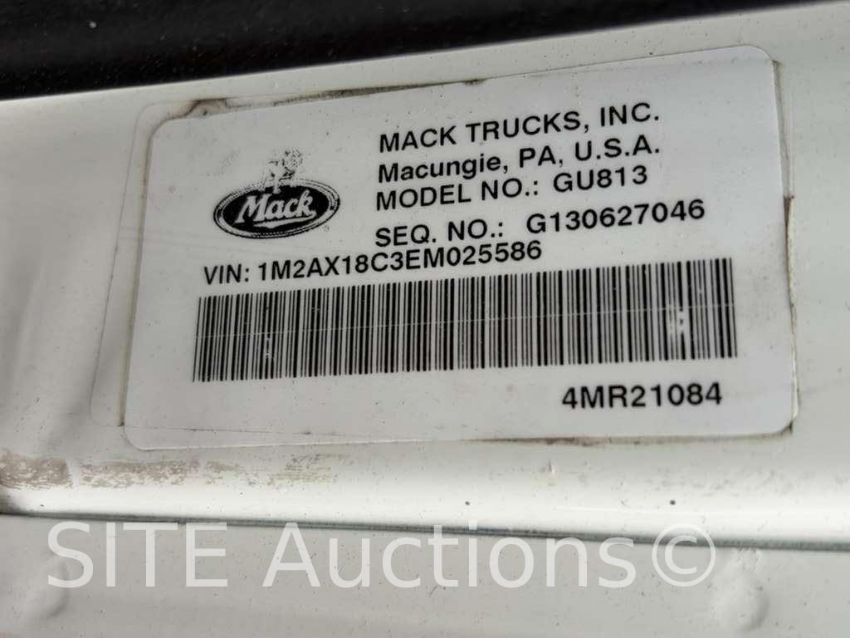 Mack
MACK TRUCKS, INC.
Macungie, PA, U.S.A.
MODEL NO.: GU813
SEQ. NO.: G130627046
VIN: 1M2AX18C3EM025586
4MR21084
SITE Auctions©